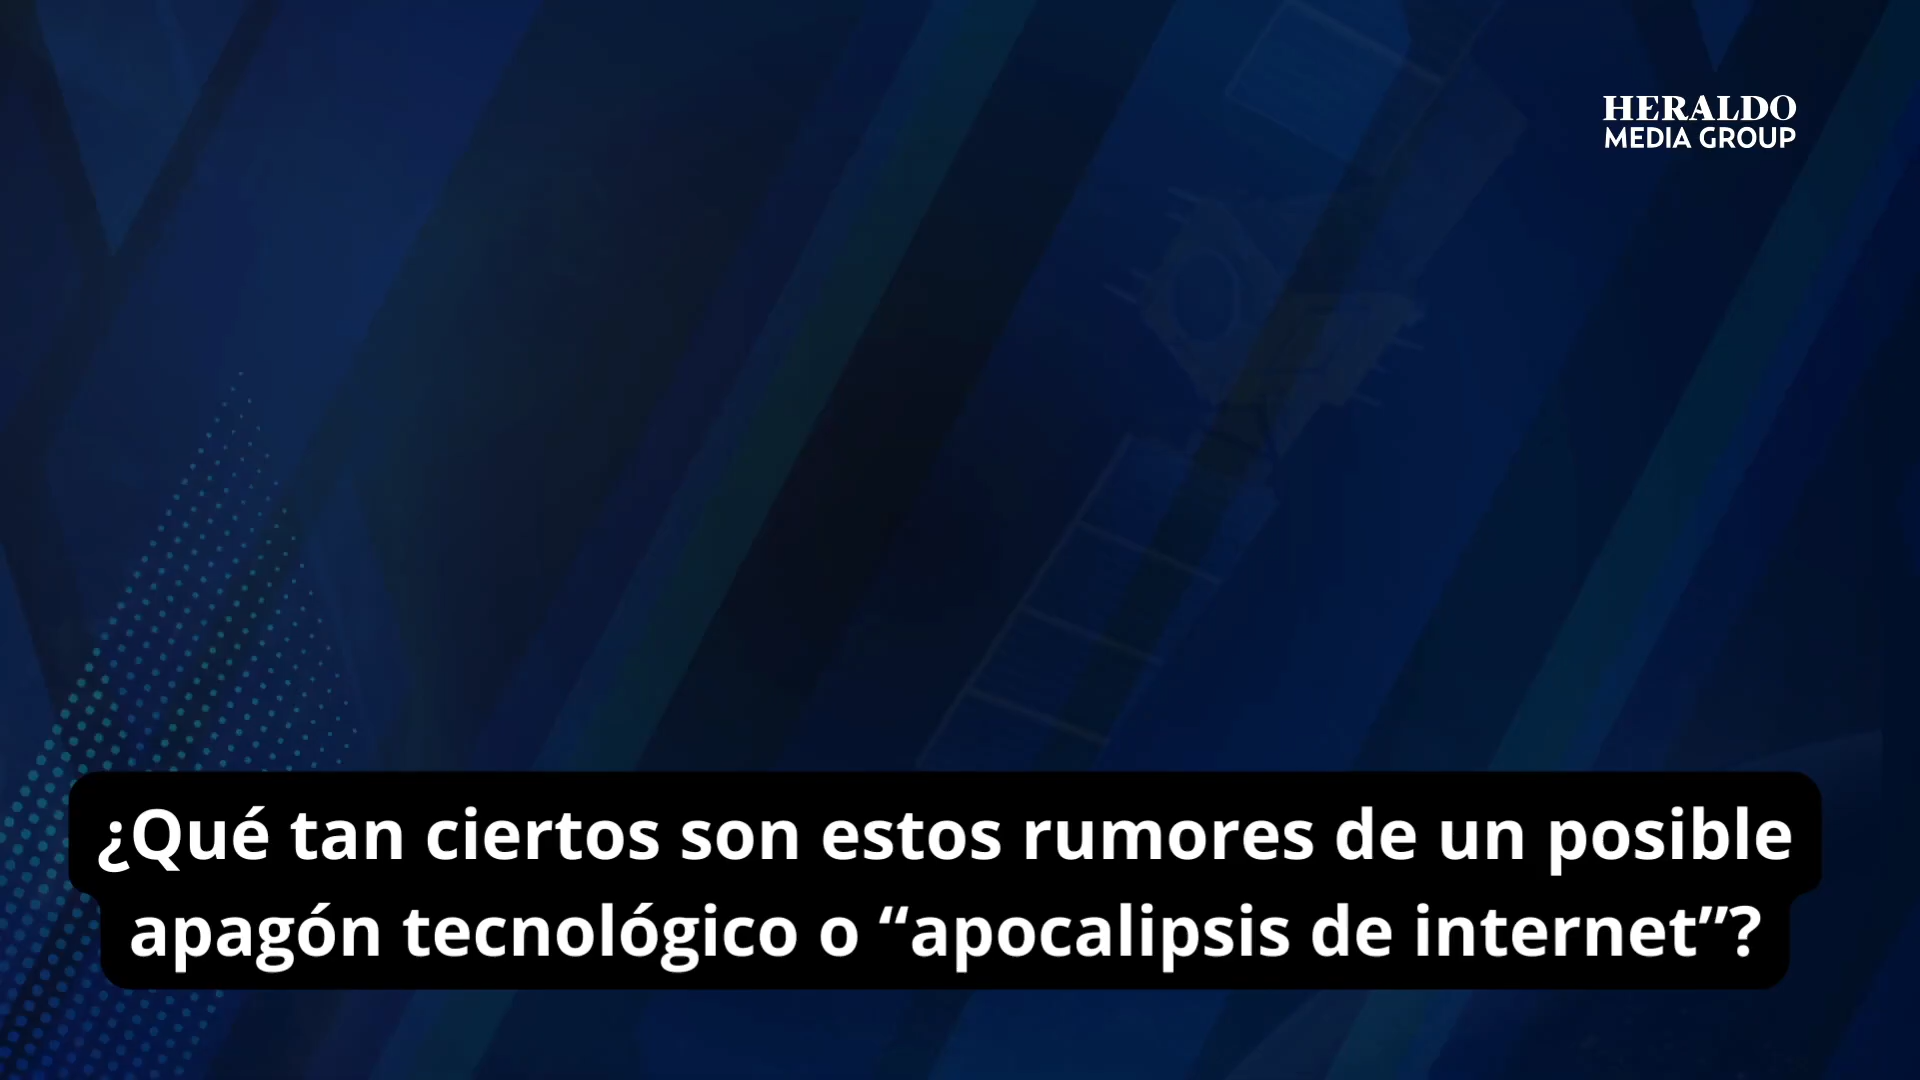 HERALDO
MEDIA GROUP
¿Qué tan ciertos son estos rumores de un posible
apagón tecnológico o “apocalipsis de internet”?